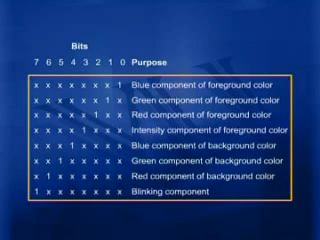 Bits
7 6 5 4 3 2 1 0 Purpose
x x x x x x x 1 Blue component of foreground color
x x x x x x 1 x Green component of foreground color
x x x x x 1 x x Red component of foreground color
x x x x 1 x x x Intensity component of foreground color
x x x 1 x x x x Blue component of background color
x x 1 x x x x x Green component of background color
x 1 x x x x x x Red component of background color
1 x x x x x x x Blinking component